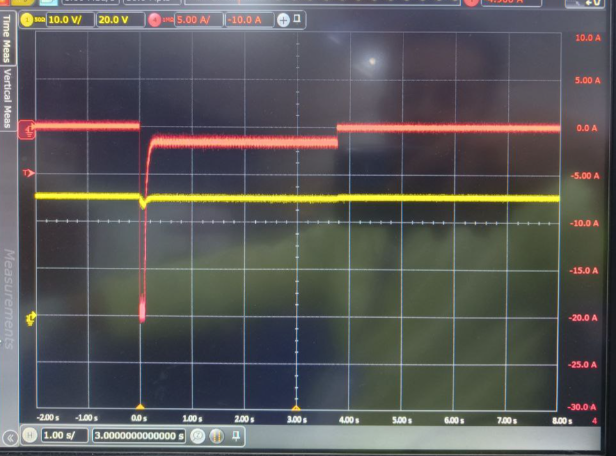 10.0 V/ 20.0 V 5.00 A/ -10.0 A
Time Meas
Vertical Meas
Measurements
10.0 A
5.00 A
0.0 A
-5.00 A
-10.0 A
-15.0 A
-20.0 A
-25.0 A
-30.0 A
4
-2.00 s -1.00 s 0.0 s 1.00 s 2.00 s 3.00 s 4.00 s 5.00 s 6.00 s 7.00 s 8.00 s
H 1.00 s/ 3.0000000000000 s